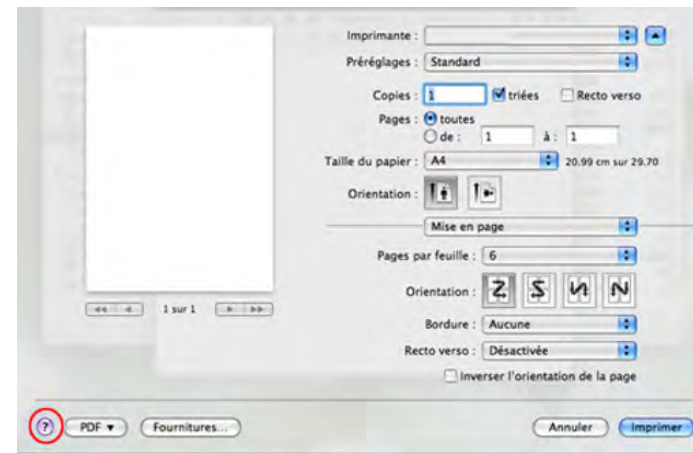 Imprimante :
Préréglages : Standard
Copies : 1 triées Recto verso
Pages : toutes
de : 1 à : 1
Taille du papier : A4 20.99 cm sur 29.70
Orientation :
Mise en page
Pages par feuille : 6
Orientation :
1 sur 1
Bordure : Aucune
Recto verso : Désactivée
Inverser l'orientation de la page
? PDF Fournitures... Annuler Imprimer